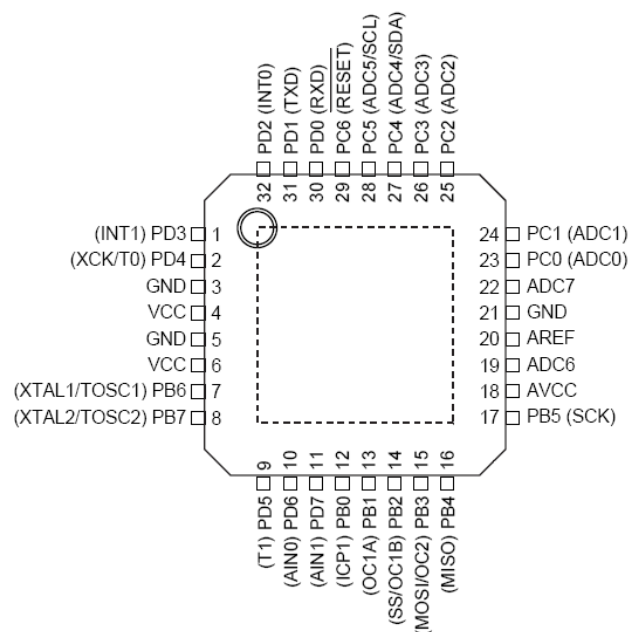 32 PD2 (INT0)
31 PD1 (TXD)
30 PD0 (RXD)
29 PC6 (RESET)
28 PC5 (ADC5/SCL)
27 PC4 (ADC4/SDA)
26 PC3 (ADC3)
25 PC2 (ADC2)
(INT1) PD3 1
(XCK/T0) PD4 2
GND 3
VCC 4
GND 5
VCC 6
(XTAL1/TOSC1) PB6 7
(XTAL2/TOSC2) PB7 8
24 PC1 (ADC1)
23 PC0 (ADC0)
22 ADC7
21 GND
20 AREF
19 ADC6
18 AVCC
17 PB5 (SCK)
(T1) PD5 9
(AIN0) PD6 10
(AIN1) PD7 11
(ICP1) PB0 12
(OC1A) PB1 13
(SS/OC1B) PB2 14
(MOSI/OC2) PB3 15
(MISO) PB4 16